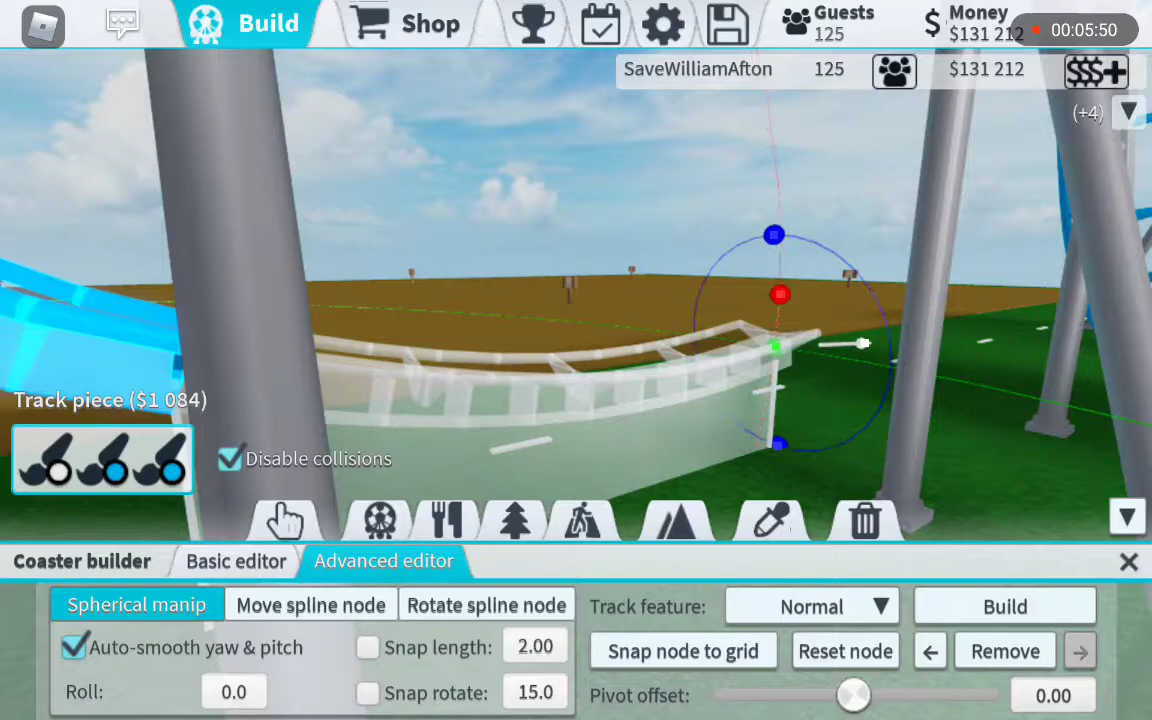 Build
Shop
Guests
125
$ Money
$131 212
00:05:50
SaveWilliamAfton 125 $131 212
$$$+
(+4)
Track piece ($1 084)
Disable collisions
Coaster builder
Basic editor
Advanced editor
Spherical manip
Move spline node
Rotate spline node
Track feature:
Normal
Build
Auto-smooth yaw & pitch
Snap length: 2.00
Snap node to grid
Reset node
Remove
Roll: 0.0
Snap rotate: 15.0
Pivot offset: 0.00